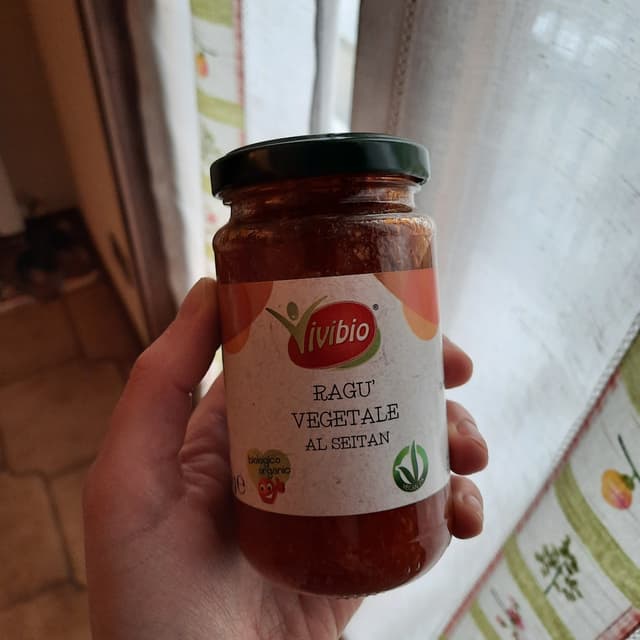 Vivibio®
RAGU'
VEGETALE
AL SEITAN
biologico
organic
e